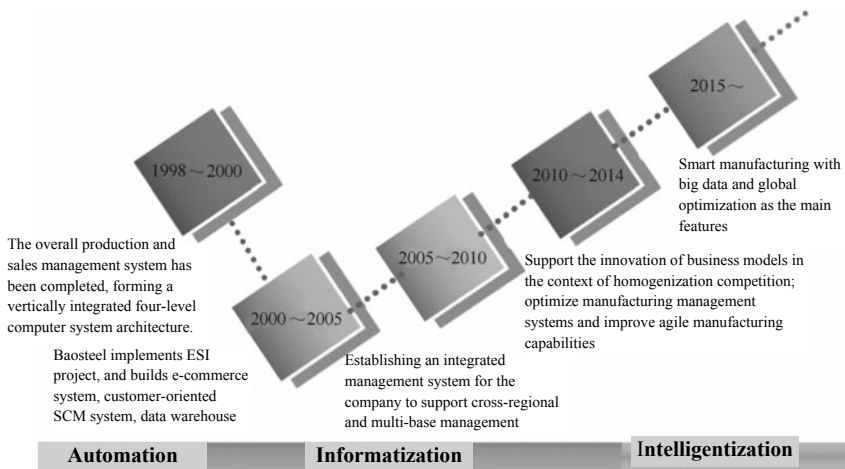 1998～2000
The overall production and
sales management system has
been completed, forming a
vertically integrated four-level
computer system architecture.
2000～2005
Baosteel implements ESI
project, and builds e-commerce
system, customer-oriented
SCM system, data warehouse
2005～2010
Establishing an integrated
management system for the
company to support cross-regional
and multi-base management
2010～2014
Support the innovation of business models in
the context of homogenization competition;
optimize manufacturing management
systems and improve agile manufacturing
capabilities
2015～
Smart manufacturing with
big data and global
optimization as the main
features
Automation
Informatization
Intelligentization